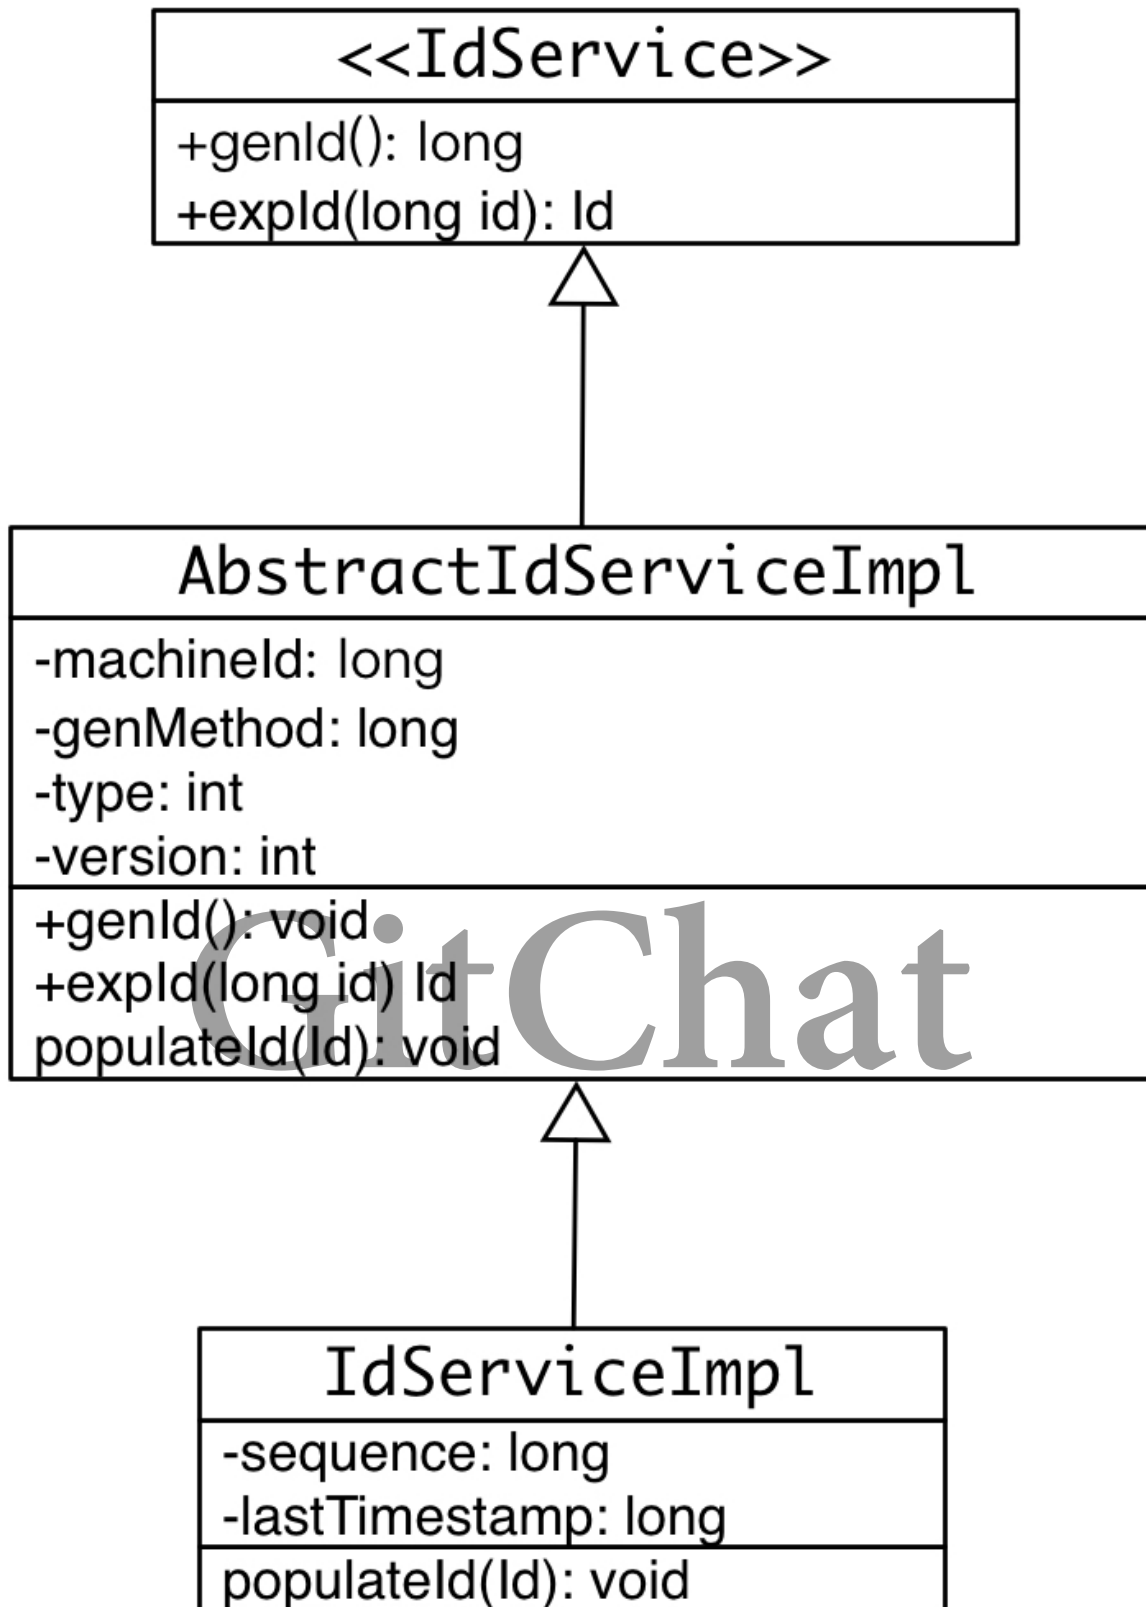 <<IdService>>
+genId(): long
+expId(long id): Id
AbstractIdServiceImpl
-machineId: long
-genMethod: long
-type: int
-version: int
+genId(): void
+expId(long id) Id
populateId(Id): void
GitChat
IdServiceImpl
-sequence: long
-lastTimestamp: long
populateId(Id): void